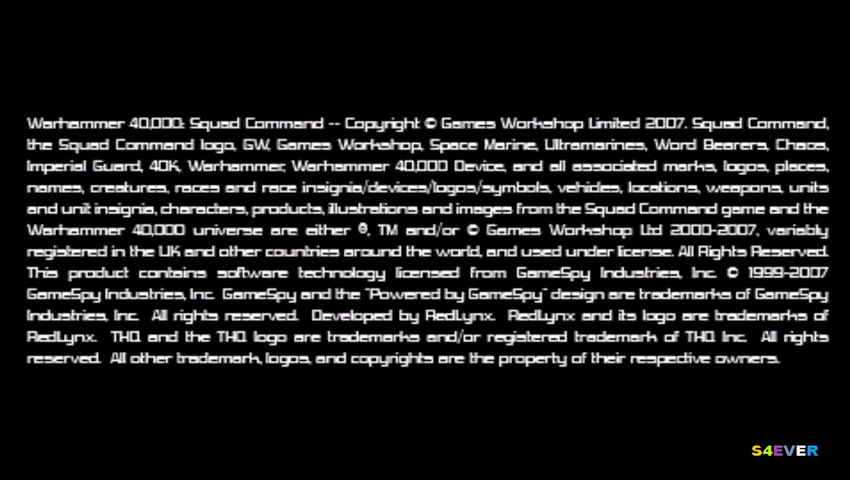 Warhammer 40,000: Squad Command -- Copyright © Games Workshop Limited 2007. Squad Command,
the Squad Command logo, GW, Games Workshop, Space Marine, Ultramarines, Word Bearers, Chaos,
Imperial Guard, 40K, Warhammer, Warhammer 40,000 Device, and all associated marks, logos, places,
names, creatures, races and race insignia/devices/logos/symbols, vehicles, locations, weapons, units
and unit insignia, characters, products, illustrations and images from the Squad Command game and the
Warhammer 40,000 universe are either ®, TM and/or © Games Workshop Ltd 2000-2007, variably
registered in the UK and other countries around the world, and used under license. All Rights Reserved.
This product contains software technology licensed from GameSpy Industries, Inc. © 1999-2007
GameSpy Industries, Inc. GameSpy and the "Powered by GameSpy" design are trademarks of GameSpy
Industries, Inc. All rights reserved. Developed by RedLynx. RedLynx and its logo are trademarks of
RedLynx. THQ and the THQ logo are trademarks and/or registered trademark of THQ Inc. All rights
reserved. All other trademark, logos, and copyrights are the property of their respective owners.
S4EVER